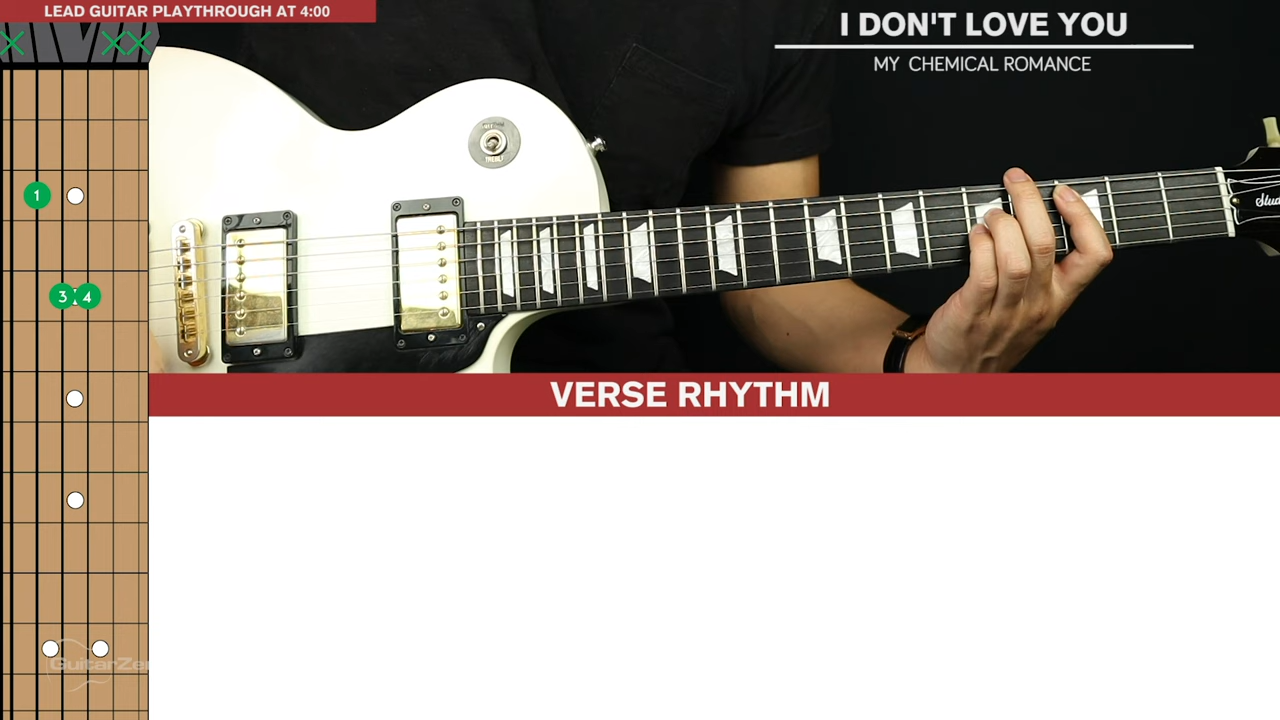 LEAD GUITAR PLAYTHROUGH AT 4:00
I DON'T LOVE YOU
MY CHEMICAL ROMANCE
1
3 4
VERSE RHYTHM